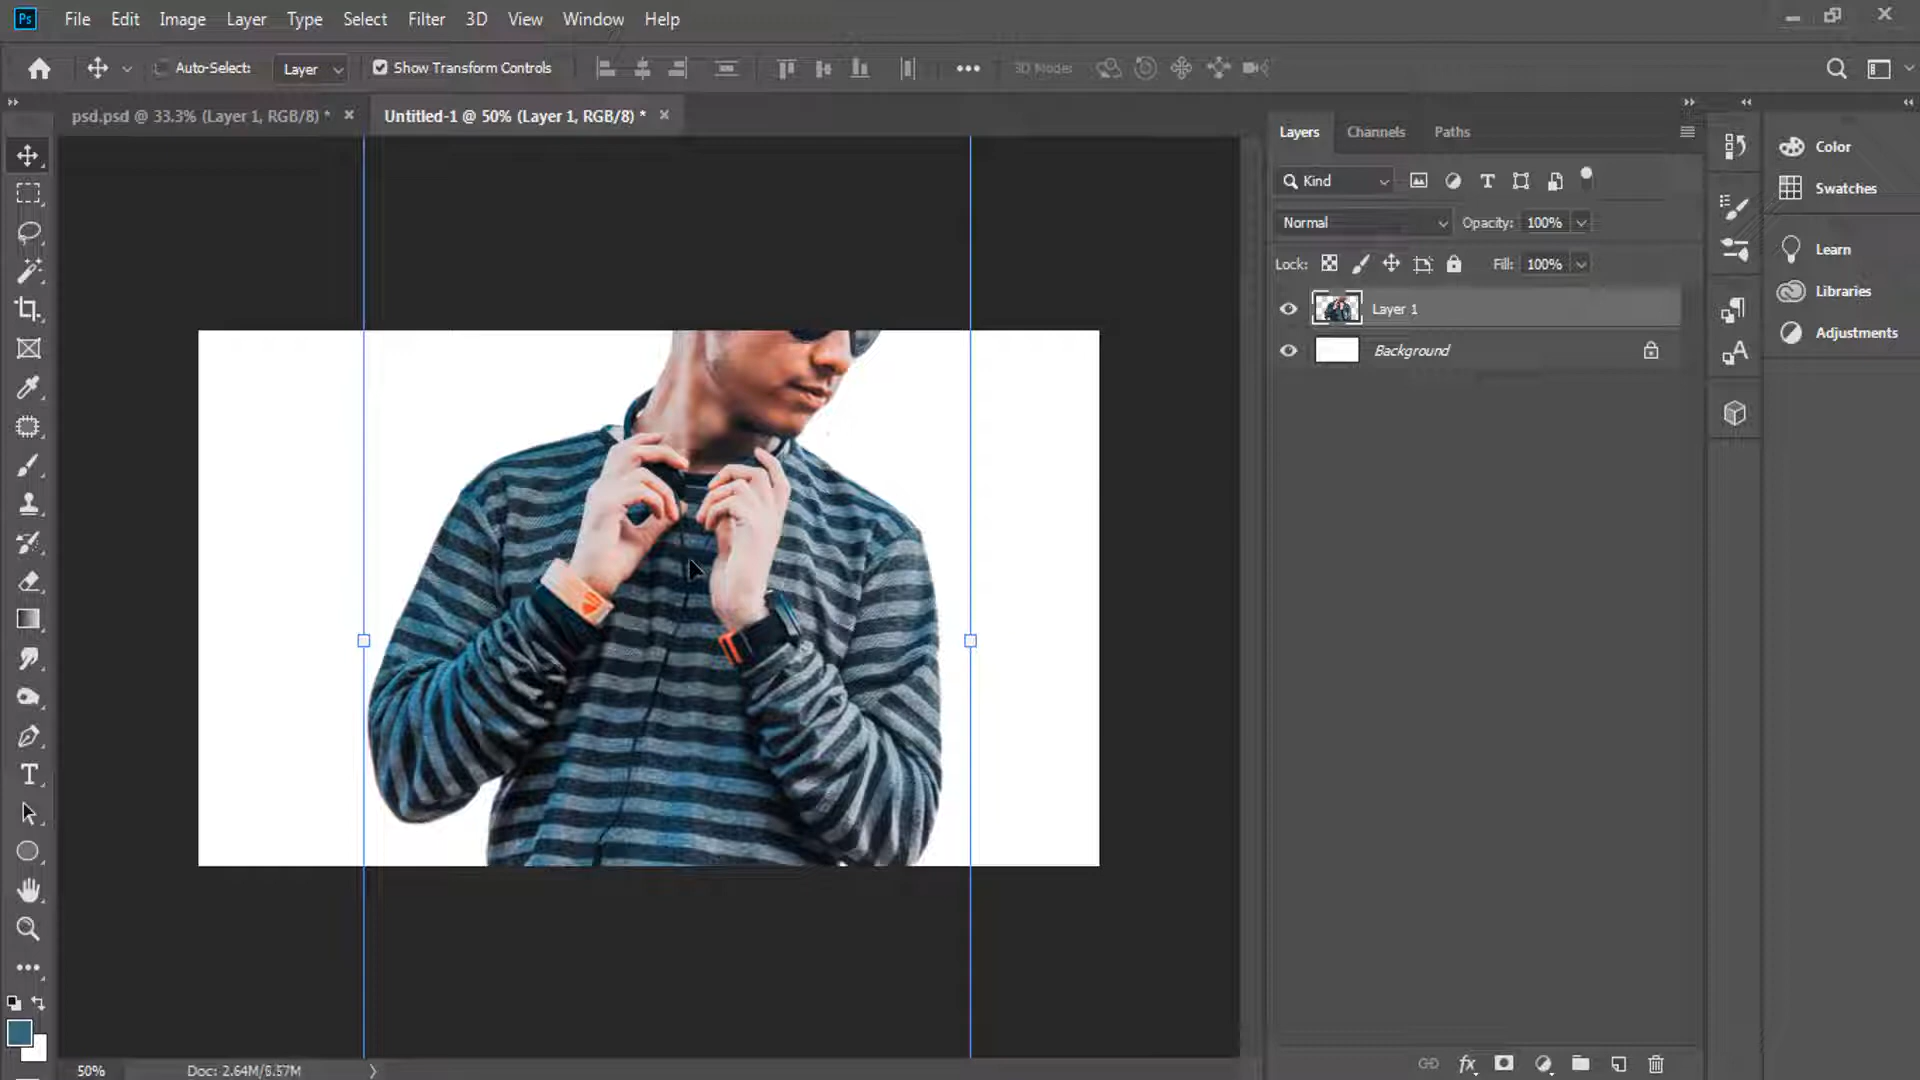 Ps File Edit Image Layer Type Select Filter 3D View Window Help
Auto-Select: Layer Show Transform Controls 3D Mode:
psd.psd @ 33.3% (Layer 1, RGB/8) * × Untitled-1 @ 50% (Layer 1, RGB/8) * ×
Layers Channels Paths
Kind
Normal Opacity: 100%
Lock: Fill: 100%
Layer 1
Background
Color
Swatches
Learn
Libraries
Adjustments
50% Doc: 2.64M/9.57M